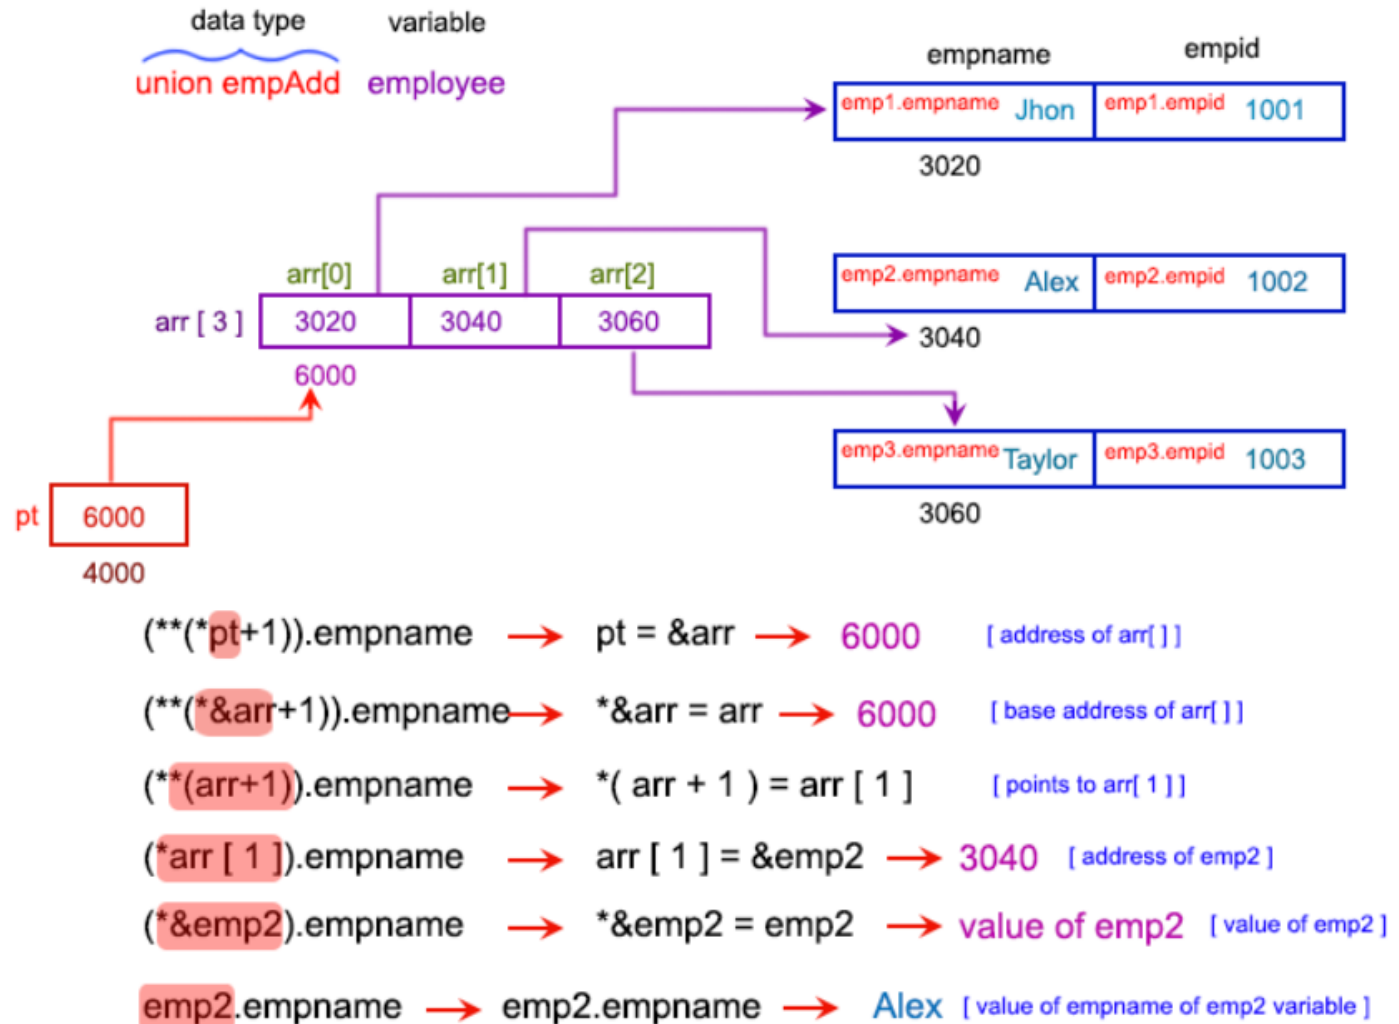 data type variable
union empAdd employee
empname empid
emp1.empname Jhon emp1.empid 1001
3020
arr[0] arr[1] arr[2]
emp2.empname Alex emp2.empid 1002
arr [ 3 ] 3020 3040 3060
3040
6000
emp3.empname Taylor emp3.empid 1003
3060
pt 6000
4000
(**(*pt+1)).empname pt = &arr 6000 [ address of arr[ ] ]
(**(*&arr+1)).empname *&arr = arr 6000 [ base address of arr[ ] ]
(**(arr+1)).empname *( arr + 1 ) = arr [ 1 ] [ points to arr[ 1 ] ]
(*arr [ 1 ]).empname arr [ 1 ] = &emp2 3040 [ address of emp2 ]
(*&emp2).empname *&emp2 = emp2 value of emp2 [ value of emp2 ]
emp2.empname emp2.empname Alex [ value of empname of emp2 variable ]